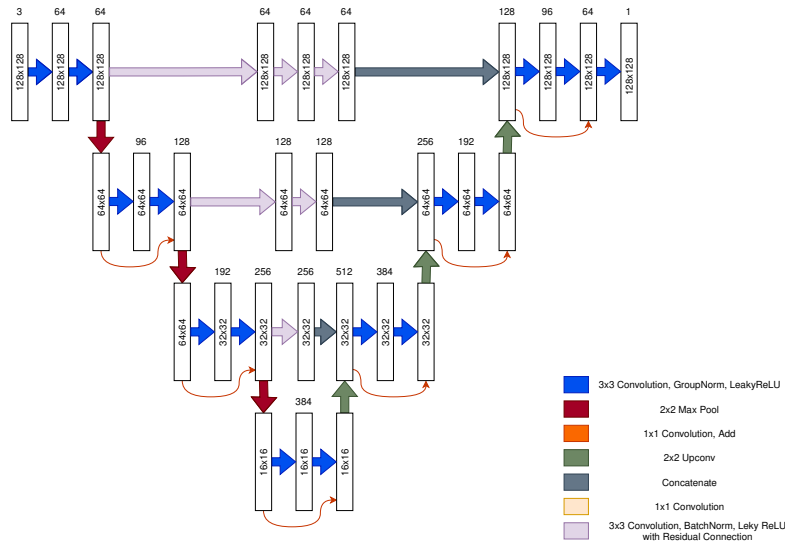 3 64 64 64 64 64 128 96 64 1
128x128 128x128 128x128 128x128 128x128 128x128 128x128 128x128 128x128 128x128
96 128 128 128 256 192
64x64 64x64 64x64 64x64 64x64 64x64 64x64 64x64
192 256 256 512 384
64x64 32x32 32x32 32x32 32x32 32x32 32x32
384
16x16 16x16 16x16
3x3 Convolution, GroupNorm, LeakyReLU
2x2 Max Pool
1x1 Convolution, Add
2x2 Upconv
Concatenate
1x1 Convolution
3x3 Convolution, BatchNorm, Leky ReLU
with Residual Connection